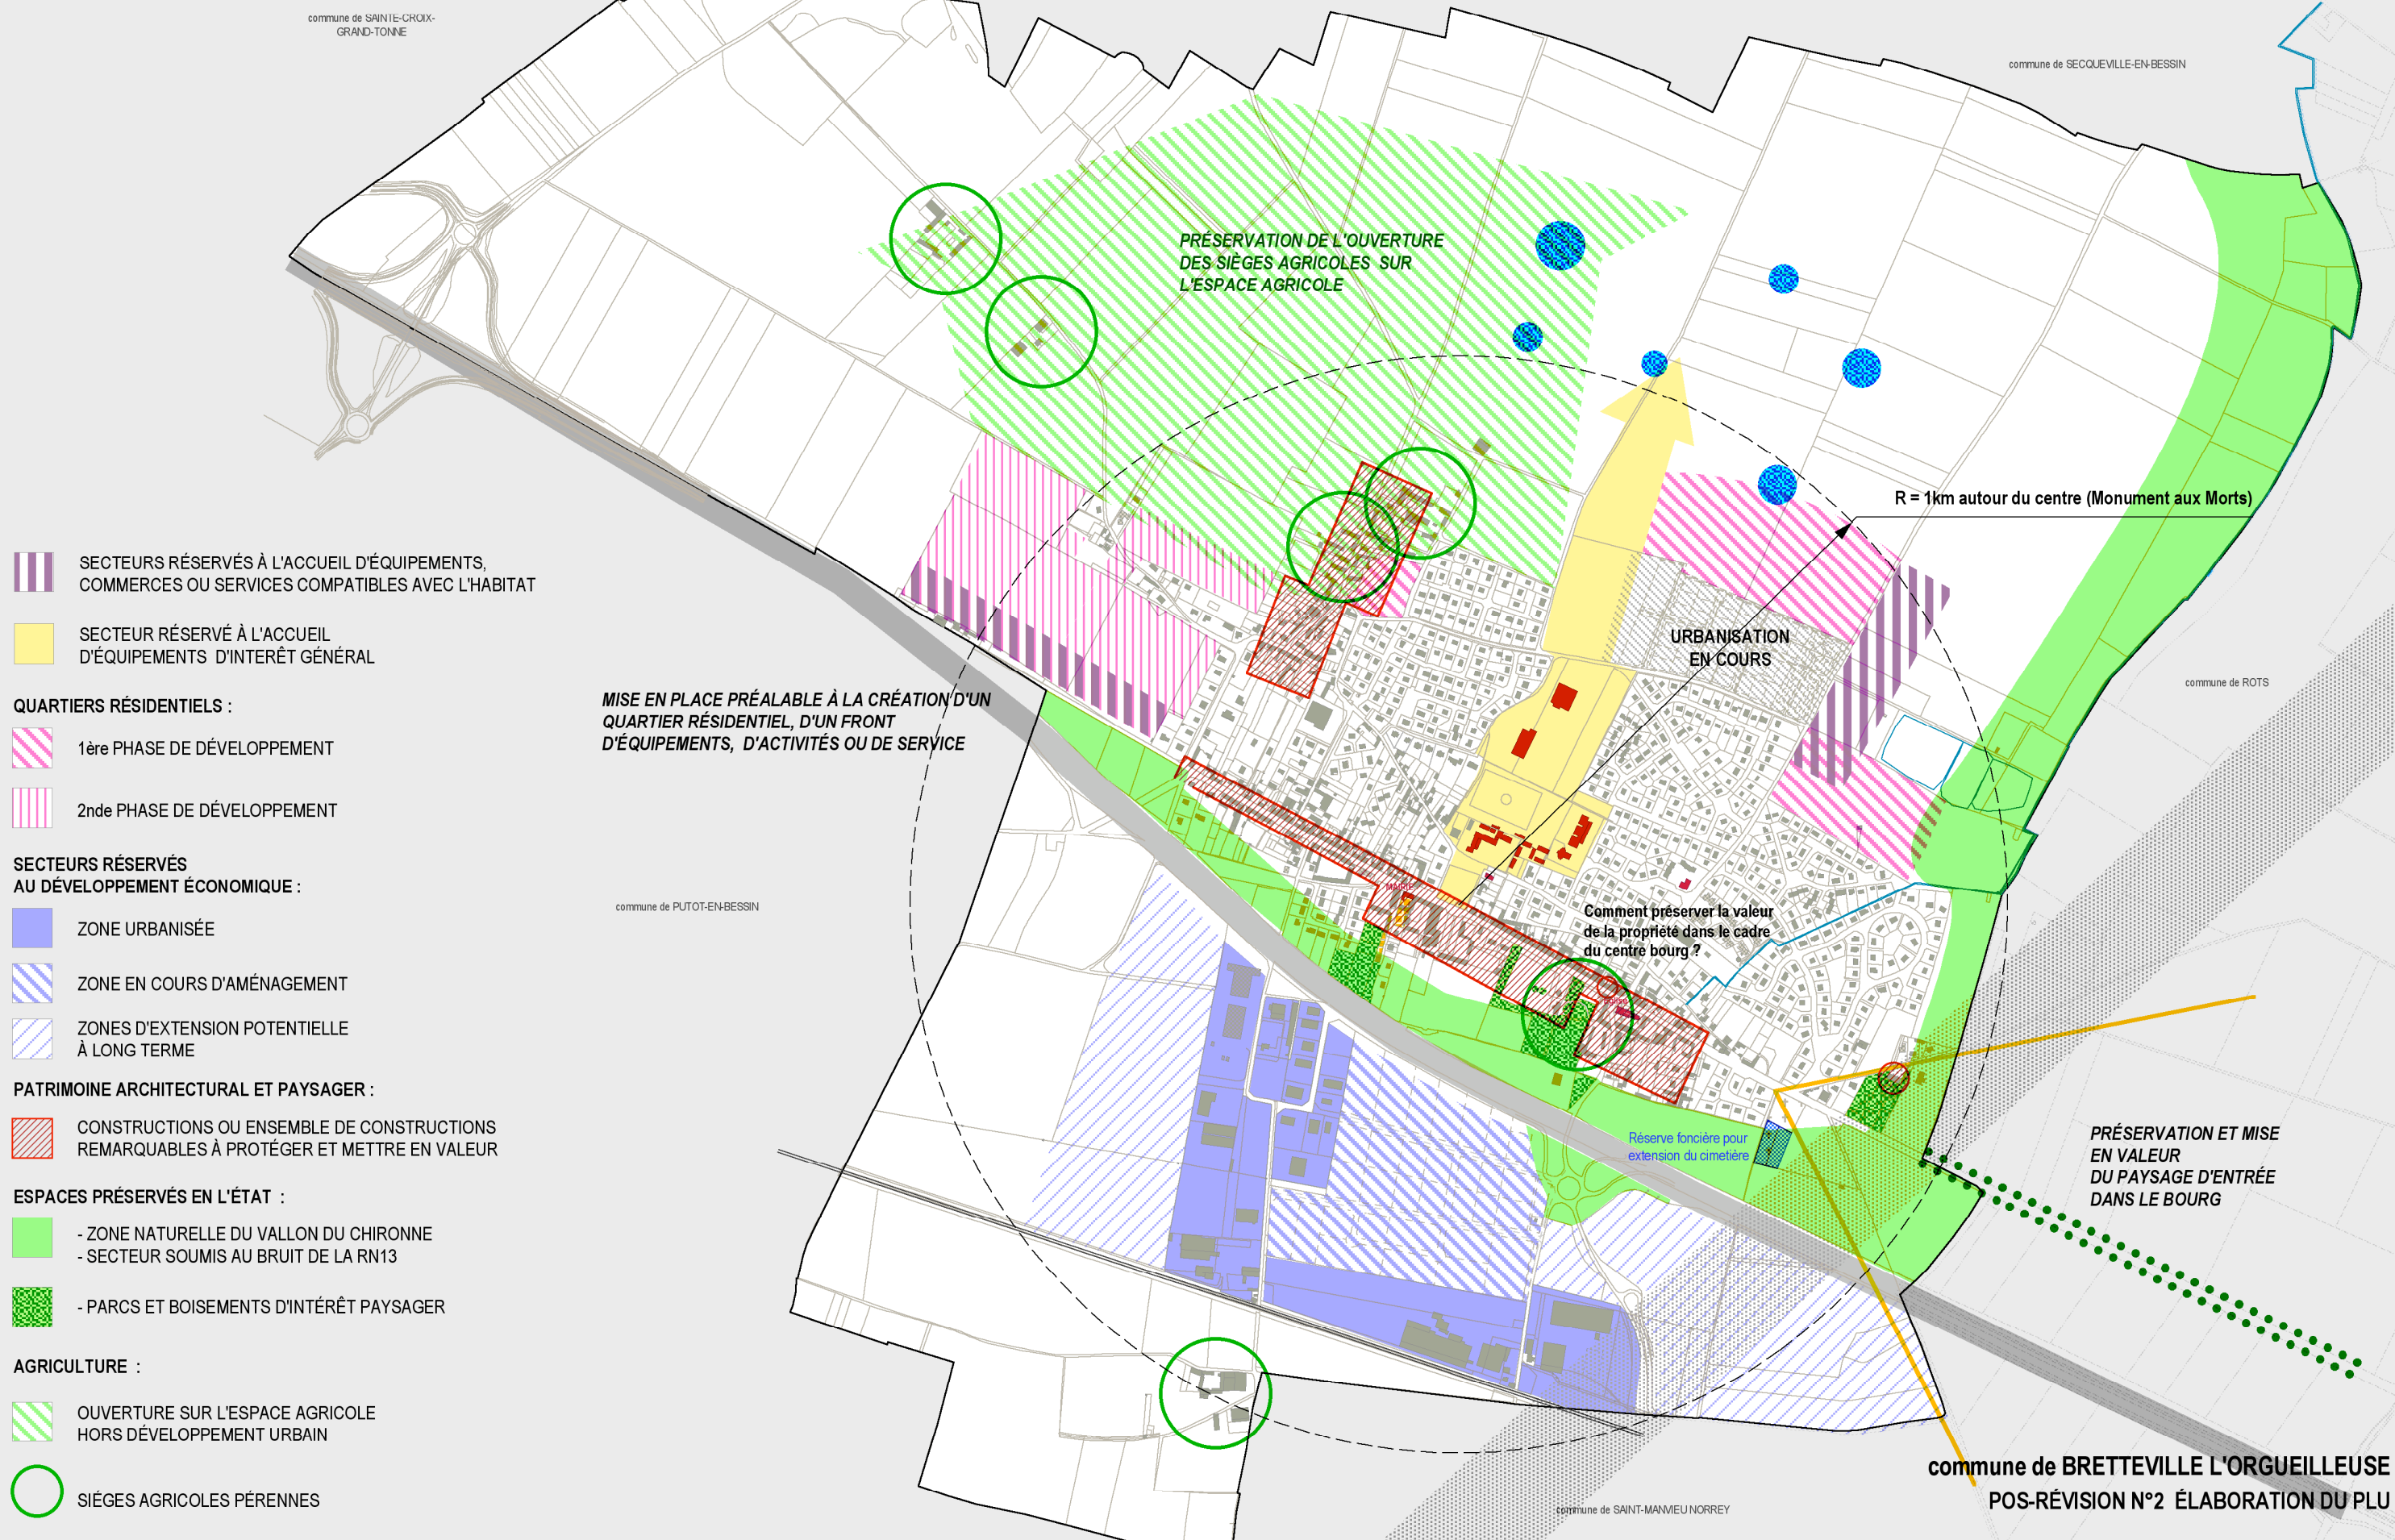 commune de SAINTE-CROIX-
GRAND-TONNE
commune de SECQUEVILLE-EN-BESSIN
PRÉSERVATION DE L'OUVERTURE
DES SIÈGES AGRICOLES SUR
L'ESPACE AGRICOLE
R = 1km autour du centre (Monument aux Morts)
URBANISATION
EN COURS
commune de ROTS
MISE EN PLACE PRÉALABLE À LA CRÉATION D'UN
QUARTIER RÉSIDENTIEL, D'UN FRONT
D'ÉQUIPEMENTS, D'ACTIVITÉS OU DE SERVICE
SECTEURS RÉSERVÉS À L'ACCUEIL D'ÉQUIPEMENTS,
COMMERCES OU SERVICES COMPATIBLES AVEC L'HABITAT
SECTEUR RÉSERVÉ À L'ACCUEIL
D'ÉQUIPEMENTS D'INTERÊT GÉNÉRAL
QUARTIERS RÉSIDENTIELS :
1ère PHASE DE DÉVELOPPEMENT
2nde PHASE DE DÉVELOPPEMENT
SECTEURS RÉSERVÉS
AU DÉVELOPPEMENT ÉCONOMIQUE :
ZONE URBANISÉE
ZONE EN COURS D'AMÉNAGEMENT
ZONES D'EXTENSION POTENTIELLE
À LONG TERME
PATRIMOINE ARCHITECTURAL ET PAYSAGER :
CONSTRUCTIONS OU ENSEMBLE DE CONSTRUCTIONS
REMARQUABLES À PROTÉGER ET METTRE EN VALEUR
ESPACES PRÉSERVÉS EN L'ÉTAT :
- ZONE NATURELLE DU VALLON DU CHIRONNE
- SECTEUR SOUMIS AU BRUIT DE LA RN13
- PARCS ET BOISEMENTS D'INTÉRÊT PAYSAGER
AGRICULTURE :
OUVERTURE SUR L'ESPACE AGRICOLE
HORS DÉVELOPPEMENT URBAIN
SIÉGES AGRICOLES PÉRENNES
commune de PUTOT-EN-BESSIN
MAIRIE
Comment préserver la valeur
de la propriété dans le cadre
du centre bourg ?
Réserve foncière pour
extension du cimetière
PRÉSERVATION ET MISE
EN VALEUR
DU PAYSAGE D'ENTRÉE
DANS LE BOURG
commune de SAINT-MANVIEU NORREY
commune de BRETTEVILLE L'ORGUEILLEUSE
POS-RÉVISION N°2 ÉLABORATION DU PLU